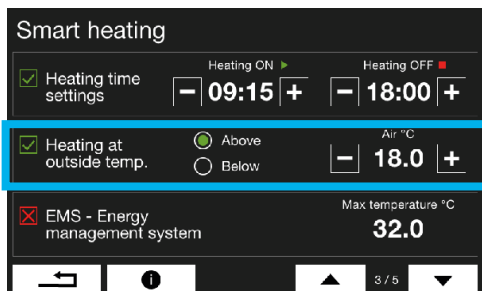 Smart heating
Heating ON Heating OFF
Heating time
settings
− 09:15 + − 18:00 +
Heating at
outside temp.
Above
Below
Air °C
− 18.0 +
EMS - Energy
management system
Max temperature °C
32.0
3/5